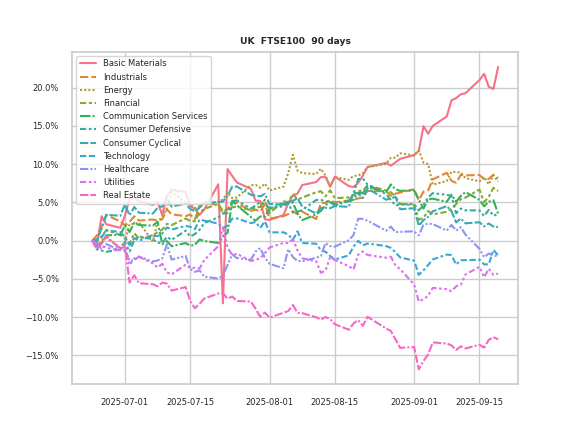 UK  FTSE100  90 days
Basic Materials
Industrials
Energy
Financial
Communication Services
Consumer Defensive
Consumer Cyclical
Technology
Healthcare
Utilities
Real Estate
20.0%
15.0%
10.0%
5.0%
0.0%
−5.0%
−10.0%
−15.0%
2025-07-01
2025-07-15
2025-08-01
2025-08-15
2025-09-01
2025-09-15